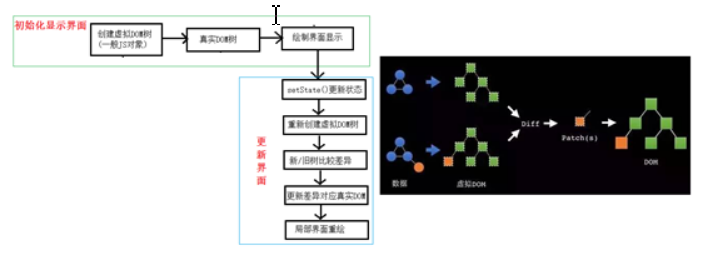 初始化显示界面
创建虚拟DOM树
(一般JS对象)
真实DOM树
绘制界面显示
setState()更新状态
重新创建虚拟DOM树
新/旧树比较差异
更新差异对应真实DOM
局部界面重绘
更新界面
Diff
Patch(s)
DOM
数据
虚拟DOM